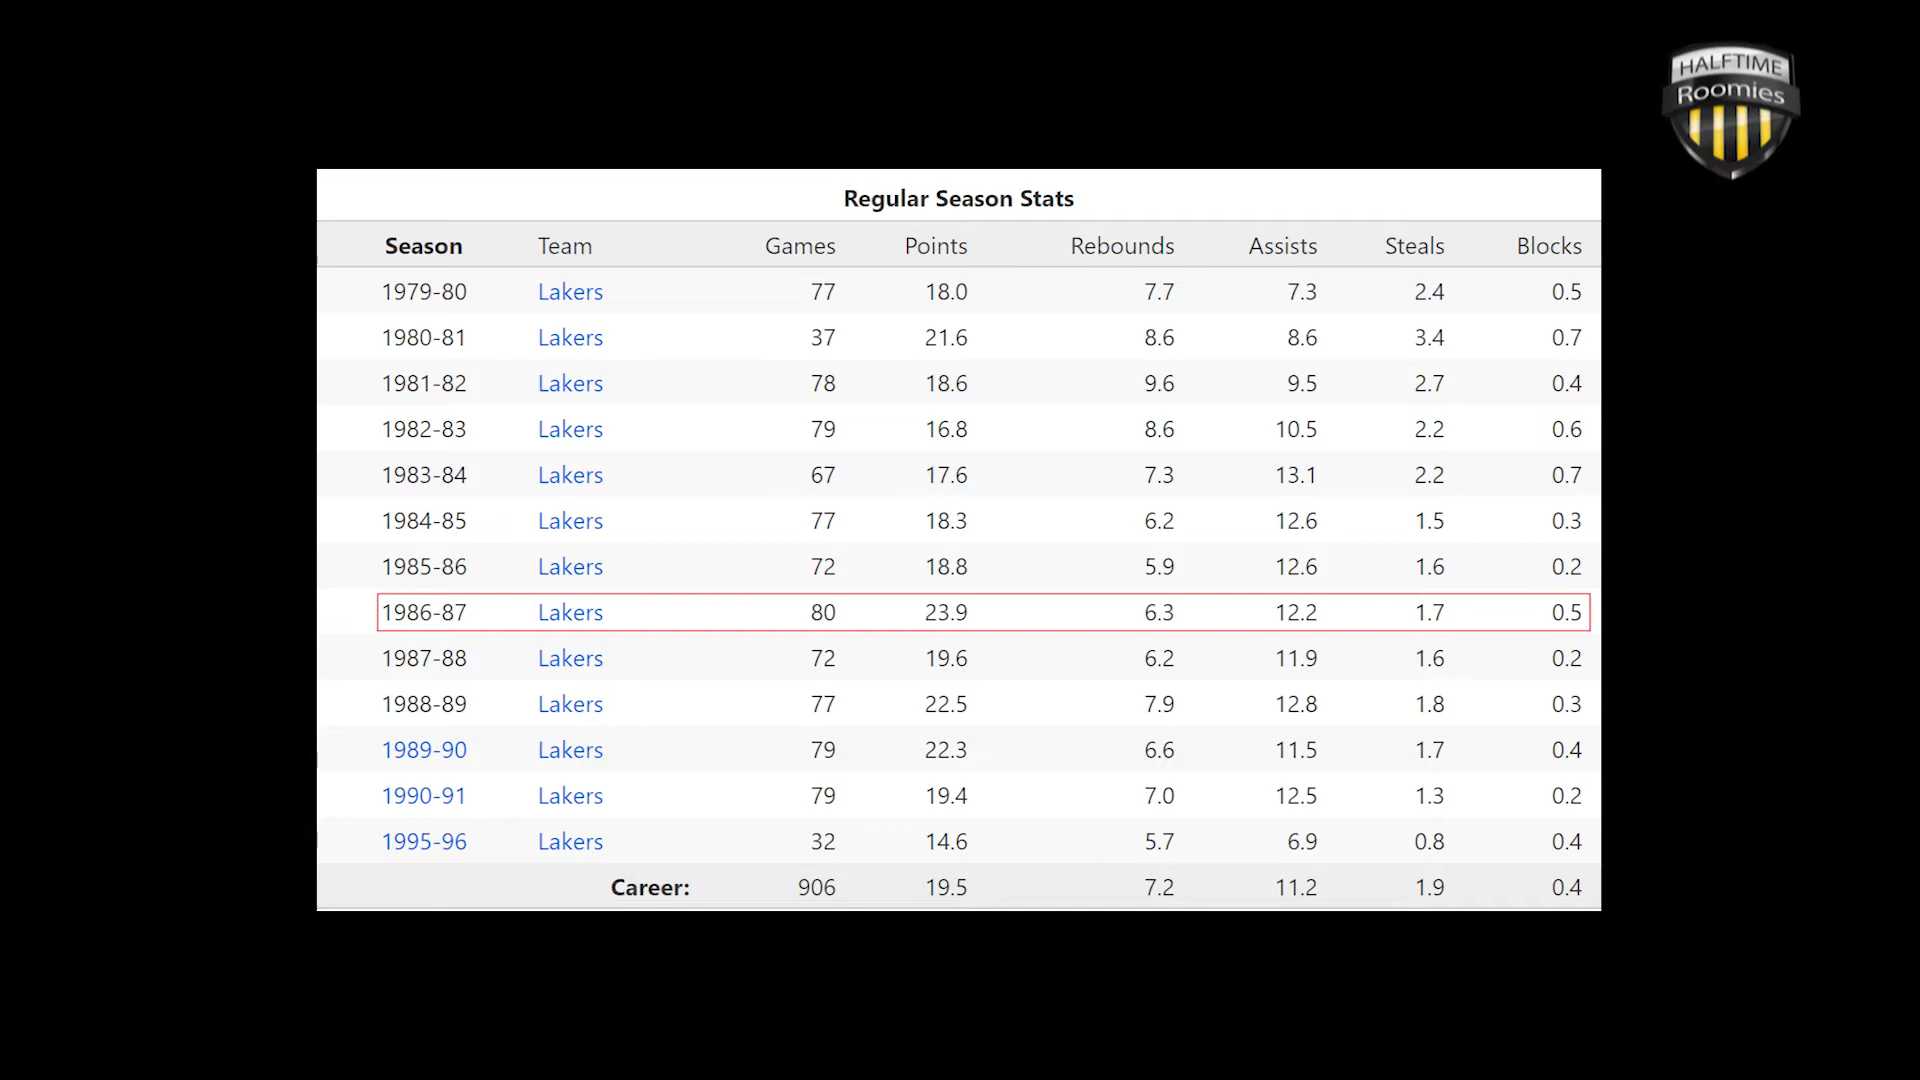 HALFTIME
Roomies
Regular Season Stats
Season Team Games Points Rebounds Assists Steals Blocks
1979-80 Lakers 77 18.0 7.7 7.3 2.4 0.5
1980-81 Lakers 37 21.6 8.6 8.6 3.4 0.7
1981-82 Lakers 78 18.6 9.6 9.5 2.7 0.4
1982-83 Lakers 79 16.8 8.6 10.5 2.2 0.6
1983-84 Lakers 67 17.6 7.3 13.1 2.2 0.7
1984-85 Lakers 77 18.3 6.2 12.6 1.5 0.3
1985-86 Lakers 72 18.8 5.9 12.6 1.6 0.2
1986-87 Lakers 80 23.9 6.3 12.2 1.7 0.5
1987-88 Lakers 72 19.6 6.2 11.9 1.6 0.2
1988-89 Lakers 77 22.5 7.9 12.8 1.8 0.3
1989-90 Lakers 79 22.3 6.6 11.5 1.7 0.4
1990-91 Lakers 79 19.4 7.0 12.5 1.3 0.2
1995-96 Lakers 32 14.6 5.7 6.9 0.8 0.4
Career: 906 19.5 7.2 11.2 1.9 0.4